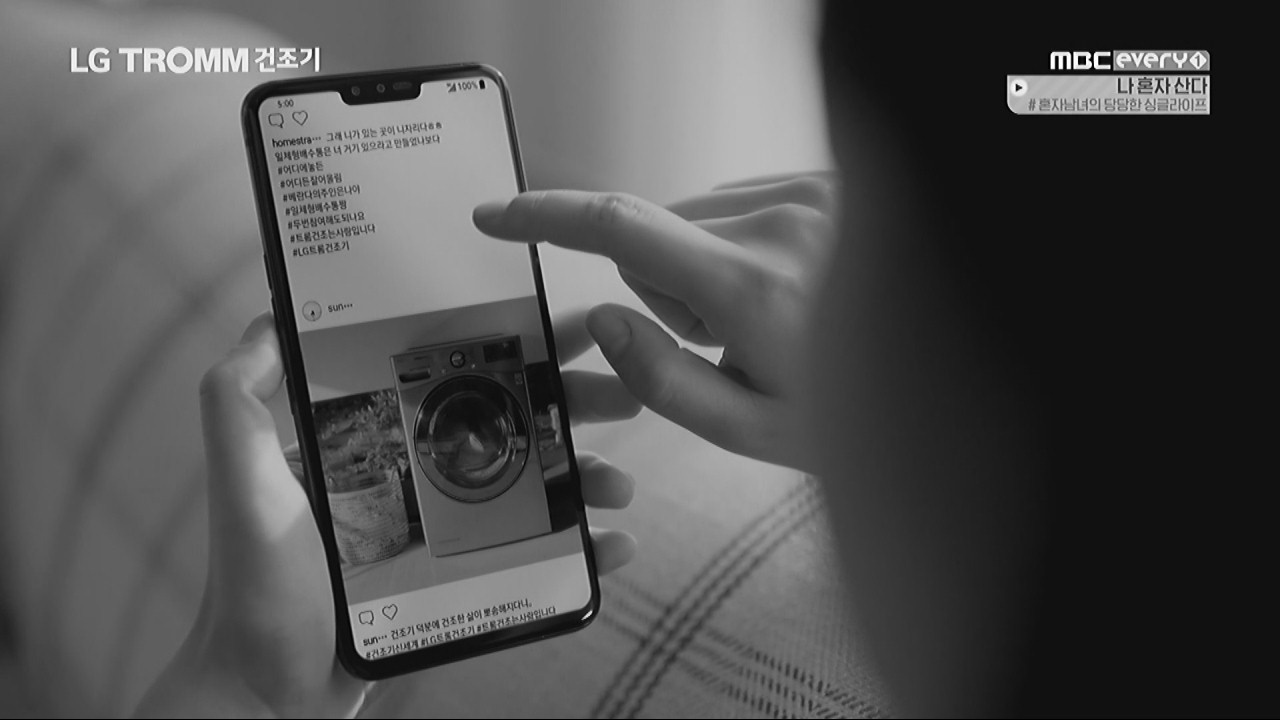 LG TROMM 건조기
MBC every1
나 혼자 산다
# 혼자남녀의 당당한 싱글라이프
5:00
100%
homestra··· 그래 니가 있는 곳이 니자리다ㅎㅎ
일체형배수통은 너 거기 있으라고 만들었나보다
#어디에놓든
#어디든잘어울림
#베란다의주인은나야
#일체형배수통짱
#두번참여해도되나요
#트롬건조는사랑입니다
#LG트롬건조기
sun···
sun··· 건조기 덕분에 건조한 삶이 뽀송해지다니,
#건조기신세계 #LG트롬건조기 #트롬건조는사랑입니다